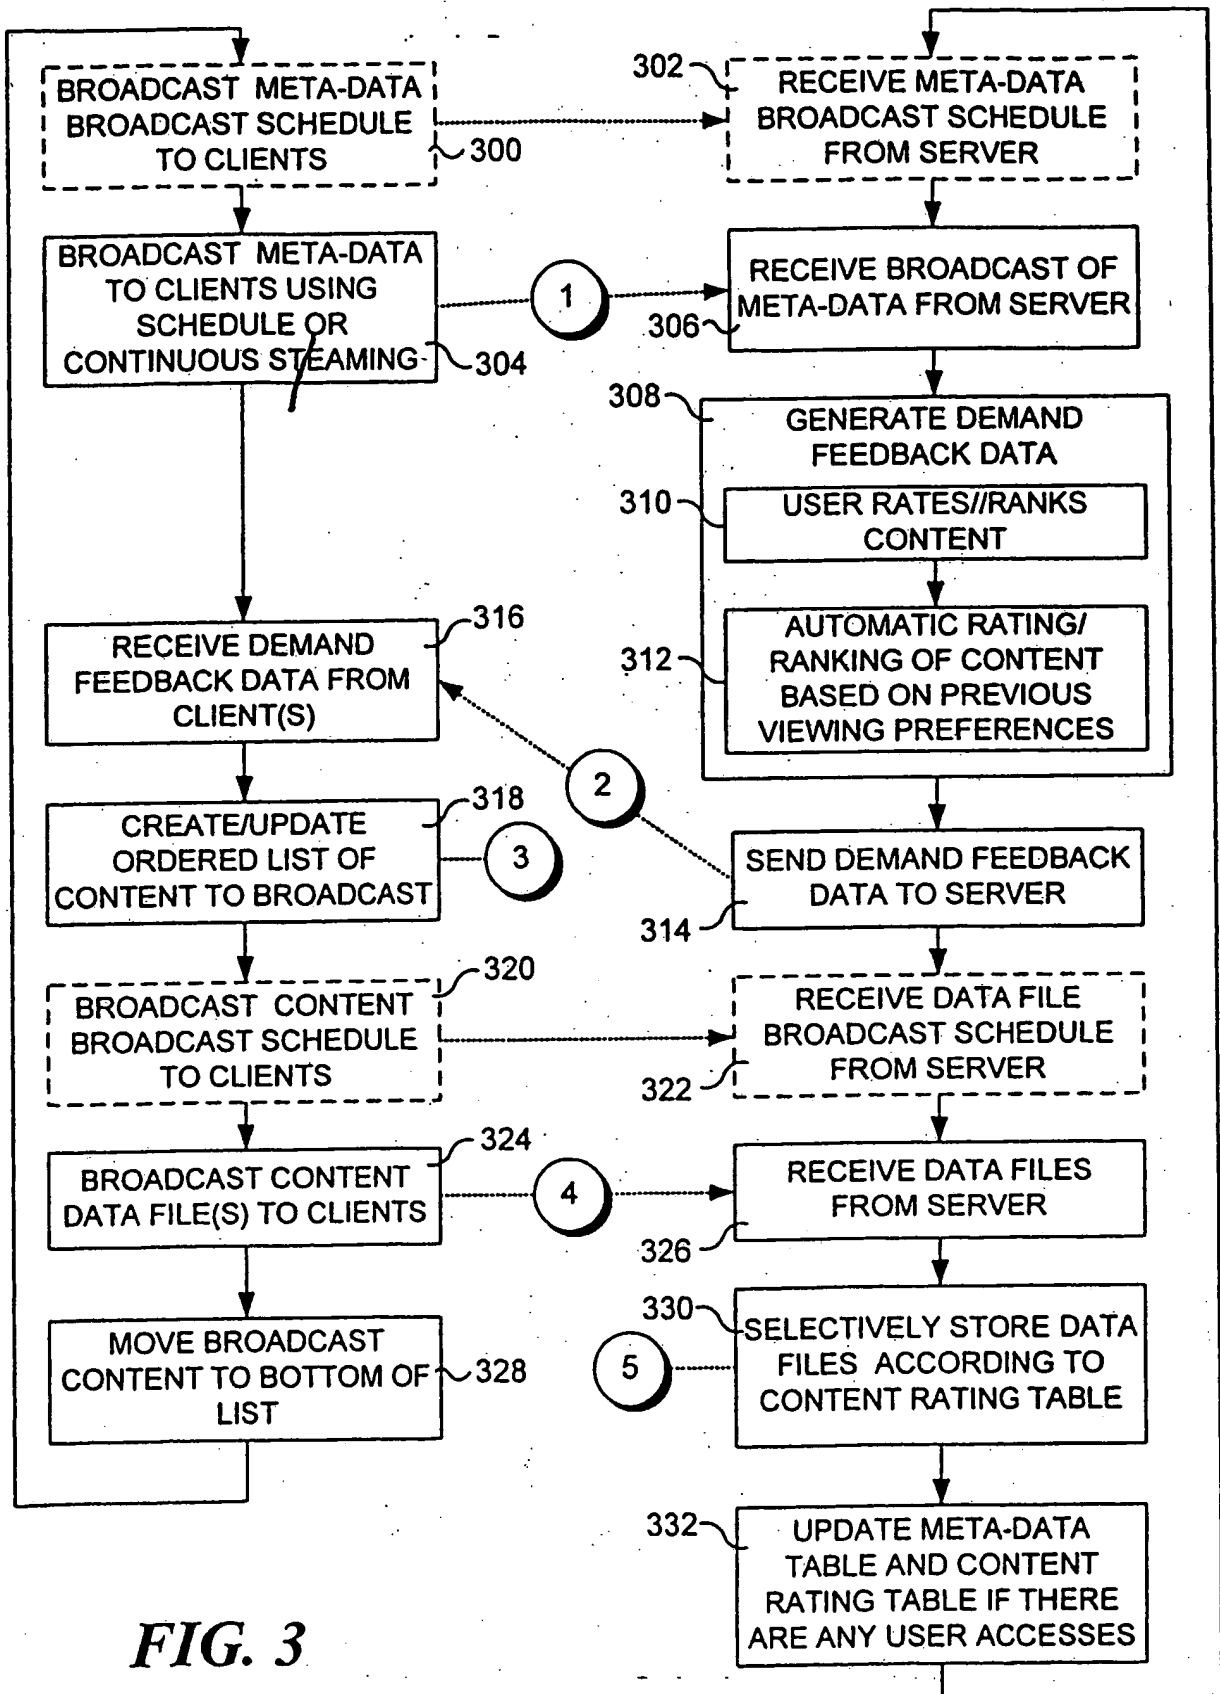 BROADCAST META-DATA
BROADCAST SCHEDULE
TO CLIENTS
300
302
RECEIVE META-DATA
BROADCAST SCHEDULE
FROM SERVER
BROADCAST META-DATA
TO CLIENTS USING
SCHEDULE OR
CONTINUOUS STEAMING
304
1
RECEIVE BROADCAST OF
META-DATA FROM SERVER
306
308
GENERATE DEMAND
FEEDBACK DATA
310
USER RATES//RANKS
CONTENT
312
AUTOMATIC RATING/
RANKING OF CONTENT
BASED ON PREVIOUS
VIEWING PREFERENCES
316
RECEIVE DEMAND
FEEDBACK DATA FROM
CLIENT(S)
2
318
CREATE/UPDATE
ORDERED LIST OF
CONTENT TO BROADCAST
3
SEND DEMAND FEEDBACK
DATA TO SERVER
314
320
BROADCAST CONTENT
BROADCAST SCHEDULE
TO CLIENTS
RECEIVE DATA FILE
BROADCAST SCHEDULE
FROM SERVER
322
324
BROADCAST CONTENT
DATA FILE(S) TO CLIENTS
4
RECEIVE DATA FILES
FROM SERVER
326
MOVE BROADCAST
CONTENT TO BOTTOM OF
LIST
328
330
SELECTIVELY STORE DATA
FILES ACCORDING TO
CONTENT RATING TABLE
5
332
UPDATE META-DATA
TABLE AND CONTENT
RATING TABLE IF THERE
ARE ANY USER ACCESSES
FIG. 3